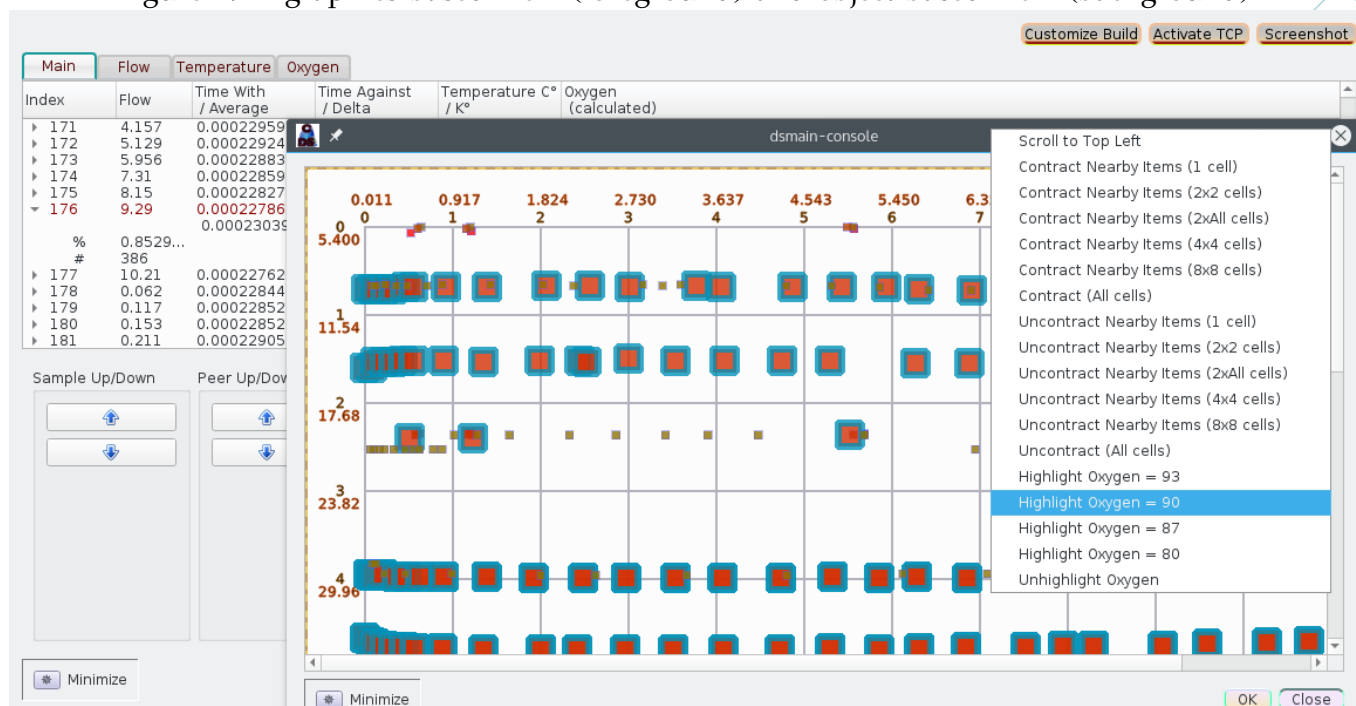 Customize Build Activate TCP Screenshot
Main Flow Temperature Oxygen
Index Flow Time With / Average Time Against / Delta Temperature C° / K° Oxygen (calculated)
171 4.157 0.00022959
172 5.129 0.00022924
173 5.956 0.00022883
174 7.31 0.00022859
175 8.15 0.00022827
176 9.29 0.00022786
0.00023039
% 0.8529...
# 386
177 10.21 0.00022762
178 0.062 0.00022844
179 0.117 0.00022852
180 0.153 0.00022852
181 0.211 0.00022905
Sample Up/Down Peer Up/Dow
Minimize
DS
dsmain-console
0.011 0.917 1.824 2.730 3.637 4.543 5.450 6.3
0 1 2 3 4 5 6 7
0
5.400
1
11.54
2
17.68
3
23.82
4
29.96
Scroll to Top Left
Contract Nearby Items (1 cell)
Contract Nearby Items (2x2 cells)
Contract Nearby Items (2xAll cells)
Contract Nearby Items (4x4 cells)
Contract Nearby Items (8x8 cells)
Contract (All cells)
Uncontract Nearby Items (1 cell)
Uncontract Nearby Items (2x2 cells)
Uncontract Nearby Items (2xAll cells)
Uncontract Nearby Items (4x4 cells)
Uncontract Nearby Items (8x8 cells)
Uncontract (All cells)
Highlight Oxygen = 93
Highlight Oxygen = 90
Highlight Oxygen = 87
Highlight Oxygen = 80
Unhighlight Oxygen
Minimize
OK Close